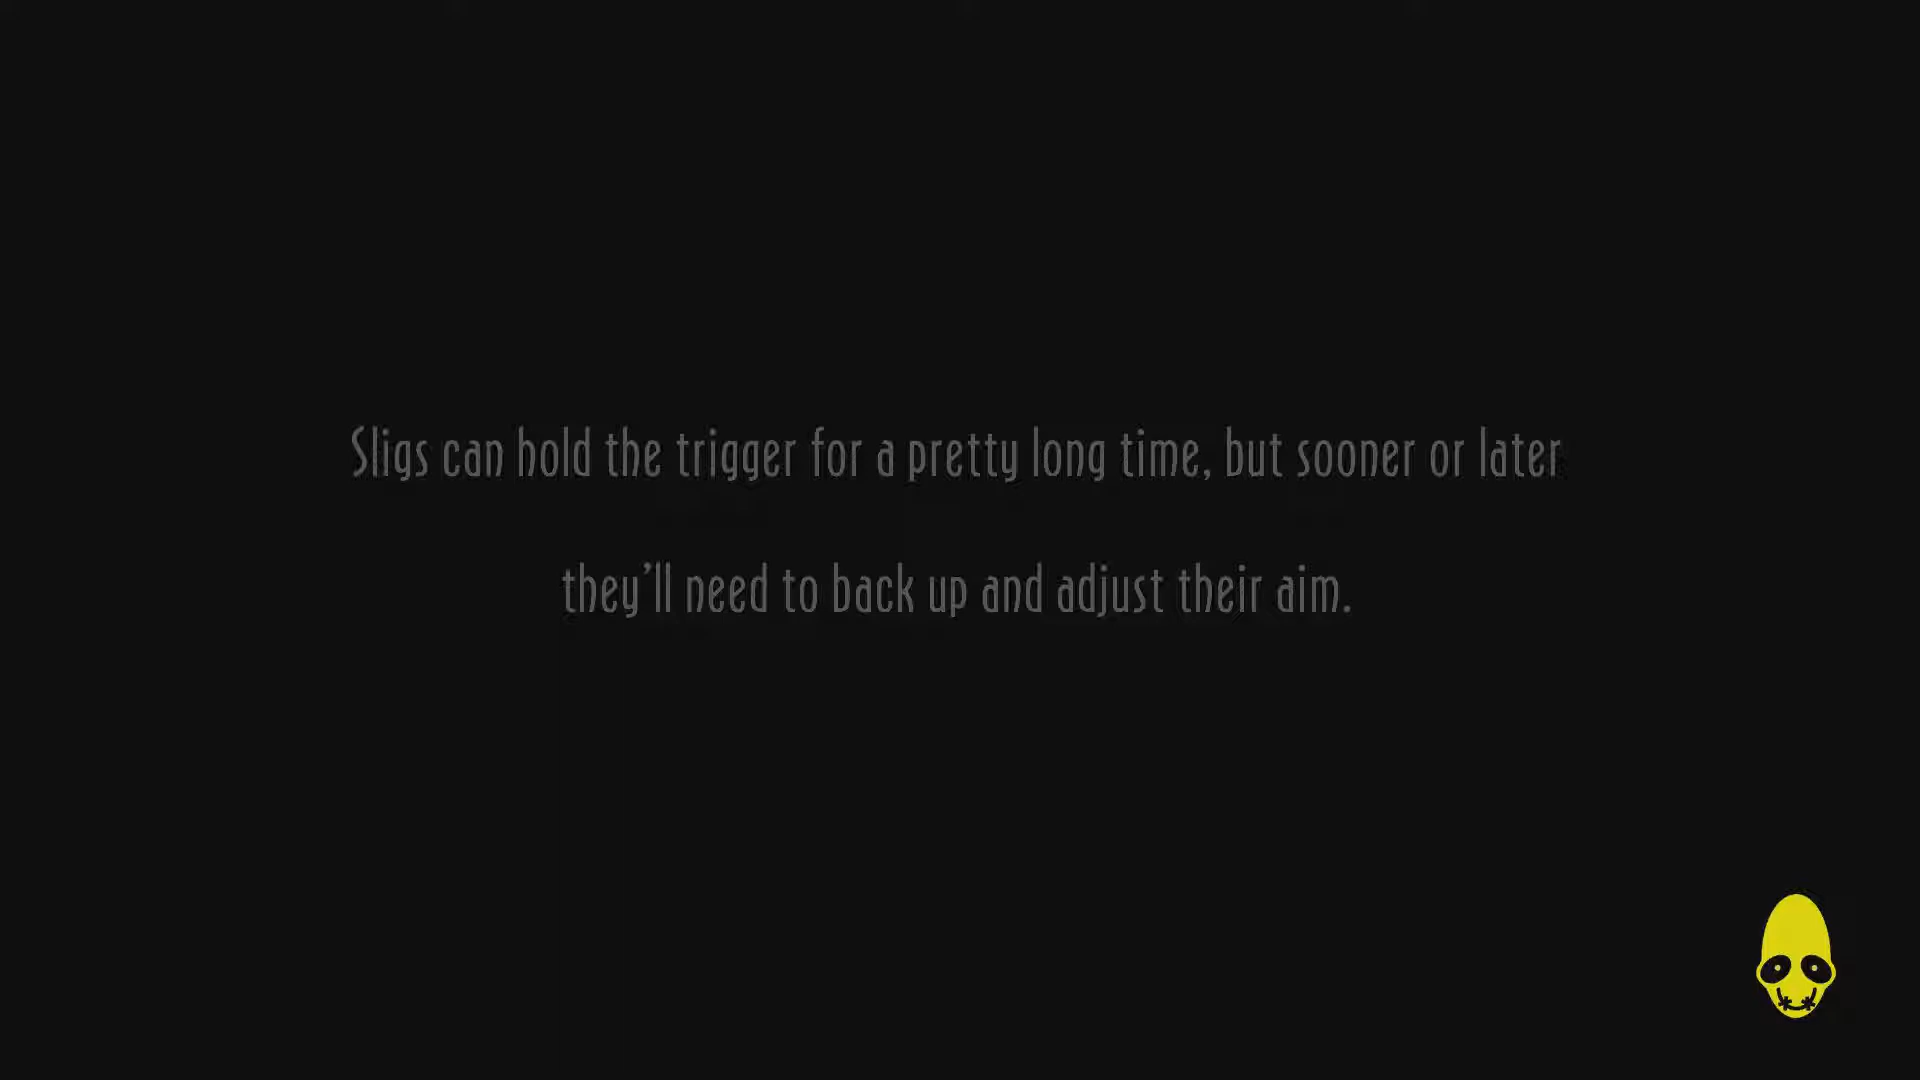 Sligs can hold the trigger for a pretty long time, but sooner or later
they’ll need to back up and adjust their aim.